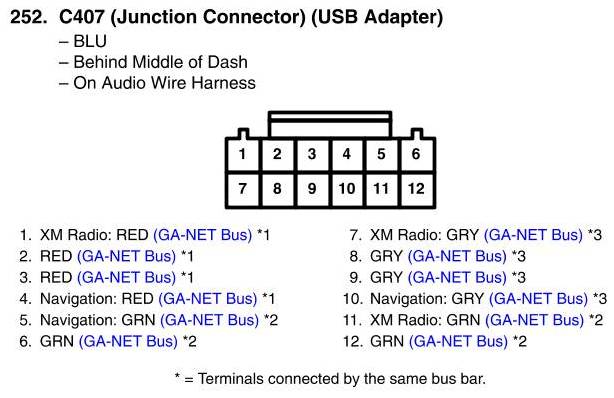 252. C407 (Junction Connector) (USB Adapter)
– BLU
– Behind Middle of Dash
– On Audio Wire Harness
1 2 3 4 5 6
7 8 9 10 11 12
1. XM Radio: RED (GA-NET Bus) *1
2. RED (GA-NET Bus) *1
3. RED (GA-NET Bus) *1
4. Navigation: RED (GA-NET Bus) *1
5. Navigation: GRN (GA-NET Bus) *2
6. GRN (GA-NET Bus) *2
7. XM Radio: GRY (GA-NET Bus) *3
8. GRY (GA-NET Bus) *3
9. GRY (GA-NET Bus) *3
10. Navigation: GRY (GA-NET Bus) *3
11. XM Radio: GRN (GA-NET Bus) *2
12. GRN (GA-NET Bus) *2
* = Terminals connected by the same bus bar.